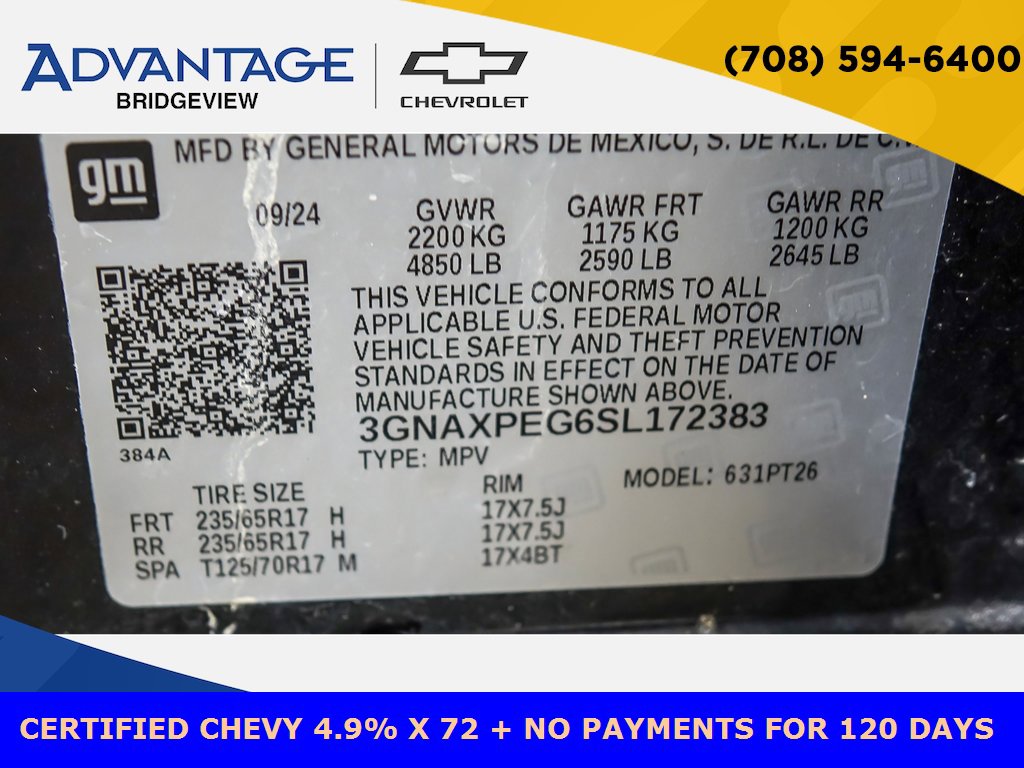 ADVANTAGE
BRIDGEVIEW
CHEVROLET
(708) 594-6400
gm
MFD BY GENERAL MOTORS DE MEXICO, S. DE R.L. DE C.V.
09/24
GVWR
2200 KG
4850 LB
GAWR FRT
1175 KG
2590 LB
GAWR RR
1200 KG
2645 LB
THIS VEHICLE CONFORMS TO ALL
APPLICABLE U.S. FEDERAL MOTOR
VEHICLE SAFETY AND THEFT PREVENTION
STANDARDS IN EFFECT ON THE DATE OF
MANUFACTURE SHOWN ABOVE.
3GNAXPEG6SL172383
384A
TYPE: MPV
MODEL: 631PT26
TIRE SIZE RIM
FRT 235/65R17 H 17X7.5J
RR 235/65R17 H 17X7.5J
SPA T125/70R17 M 17X4BT
CERTIFIED CHEVY 4.9% X 72 + NO PAYMENTS FOR 120 DAYS